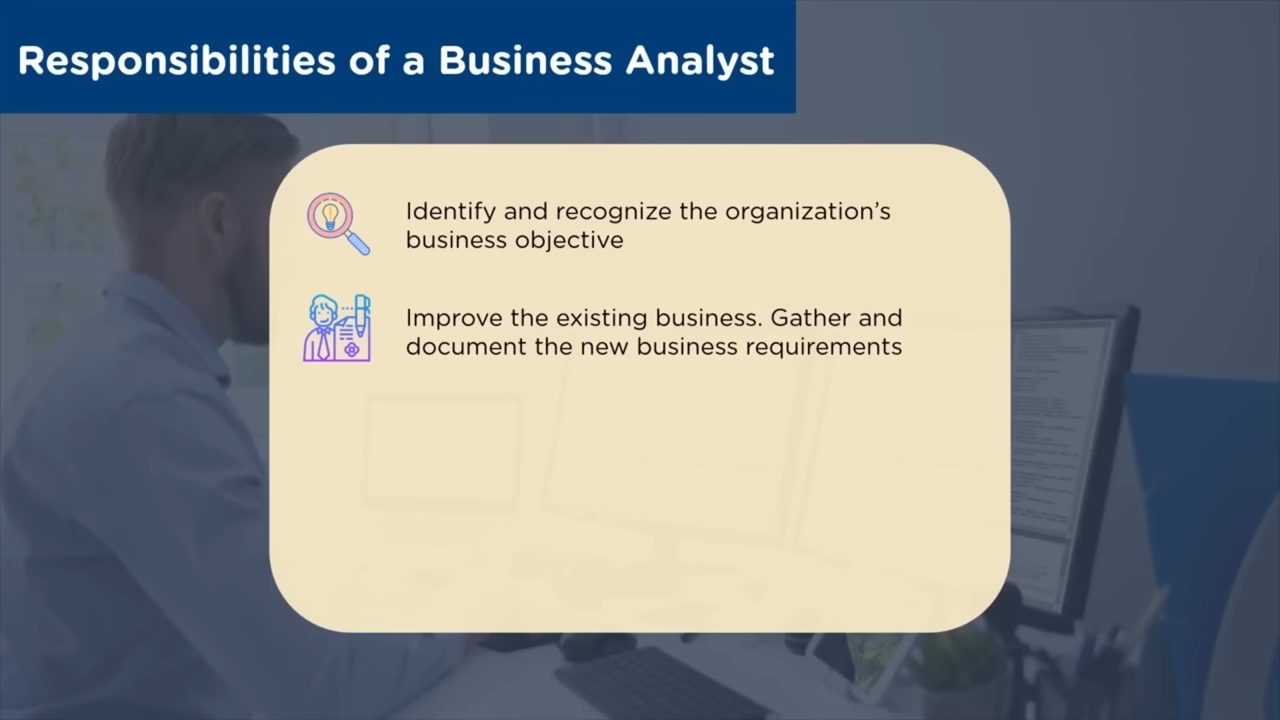 Responsibilities of a Business Analyst
Identify and recognize the organization’s
business objective
Improve the existing business. Gather and
document the new business requirements